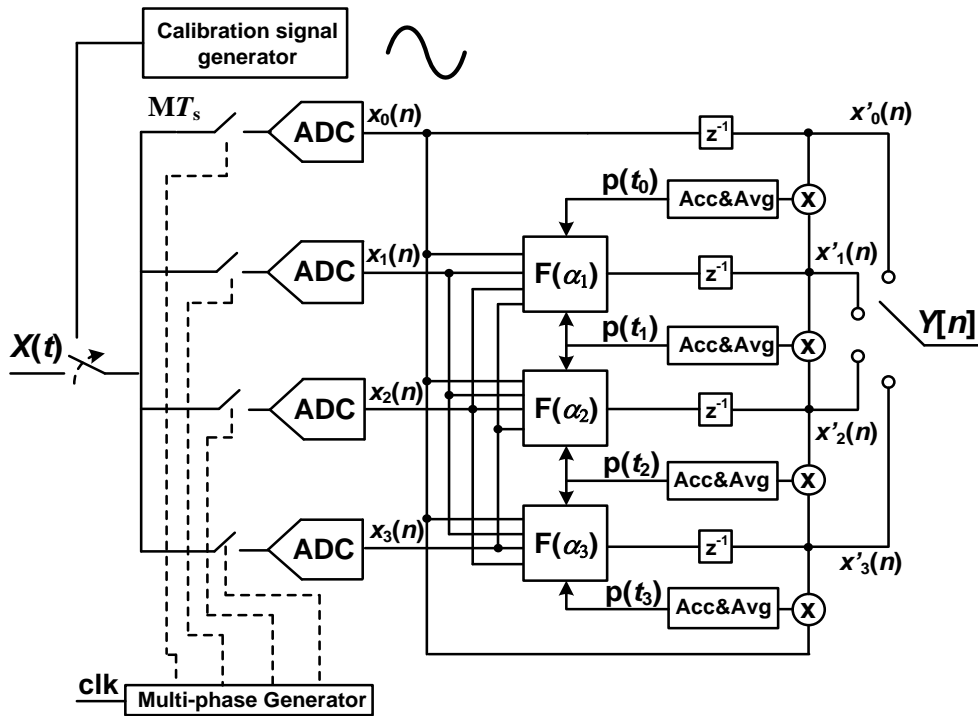 Calibration signal
generator
MTₛ
ADC
x₀(n)
z⁻¹
x'₀(n)
p(t₀)
Acc&Avg
X
ADC
x₁(n)
F(α₁)
z⁻¹
x'₁(n)
X(t)
p(t₁)
Acc&Avg
X
Y[n]
ADC
x₂(n)
F(α₂)
z⁻¹
x'₂(n)
p(t₂)
Acc&Avg
X
ADC
x₃(n)
F(α₃)
z⁻¹
x'₃(n)
p(t₃)
Acc&Avg
X
clk
Multi-phase Generator